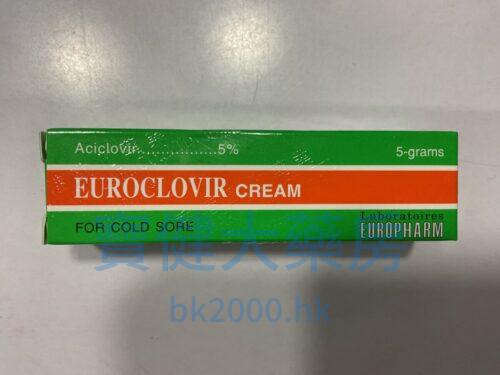 Aciclovir................5% 5-grams
EUROCLOVIR CREAM
FOR COLD SORE
Laboratoires
EUROPHARM
寶健大藥房
bk2000.hk